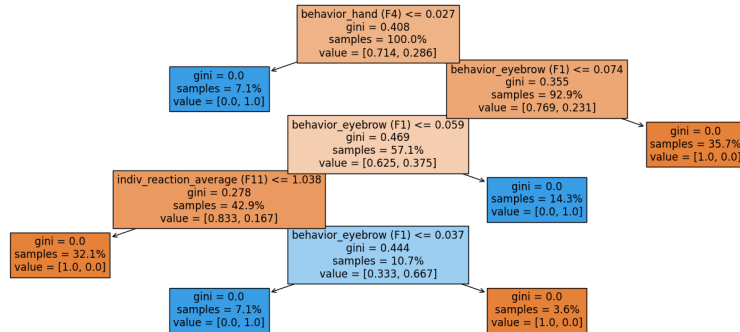 behavior_hand (F4) <= 0.027
gini = 0.408
samples = 100.0%
value = [0.714, 0.286]
gini = 0.0
samples = 7.1%
value = [0.0, 1.0]
behavior_eyebrow (F1) <= 0.074
gini = 0.355
samples = 92.9%
value = [0.769, 0.231]
behavior_eyebrow (F1) <= 0.059
gini = 0.469
samples = 57.1%
value = [0.625, 0.375]
gini = 0.0
samples = 35.7%
value = [1.0, 0.0]
indiv_reaction_average (F11) <= 1.038
gini = 0.278
samples = 42.9%
value = [0.833, 0.167]
gini = 0.0
samples = 14.3%
value = [0.0, 1.0]
gini = 0.0
samples = 32.1%
value = [1.0, 0.0]
behavior_eyebrow (F1) <= 0.037
gini = 0.444
samples = 10.7%
value = [0.333, 0.667]
gini = 0.0
samples = 7.1%
value = [0.0, 1.0]
gini = 0.0
samples = 3.6%
value = [1.0, 0.0]